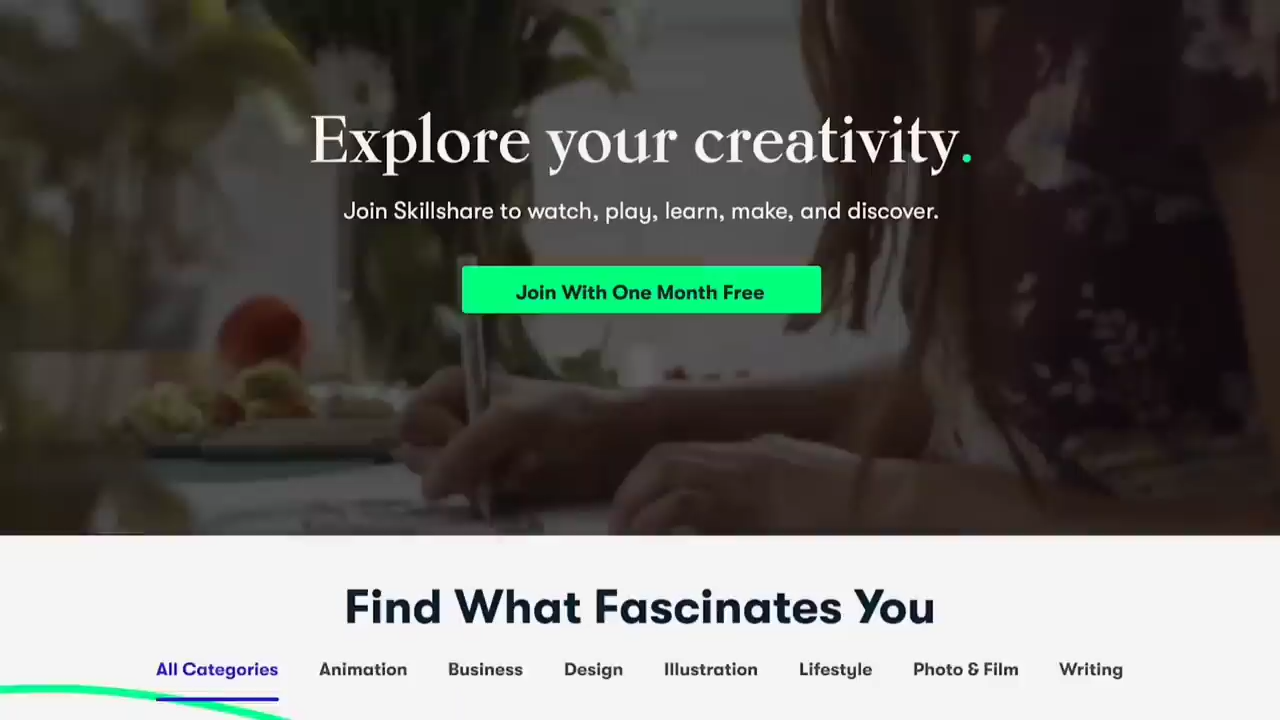 Explore your creativity.
Join Skillshare to watch, play, learn, make, and discover.
Join With One Month Free
Find What Fascinates You
All Categories Animation Business Design Illustration Lifestyle Photo & Film Writing